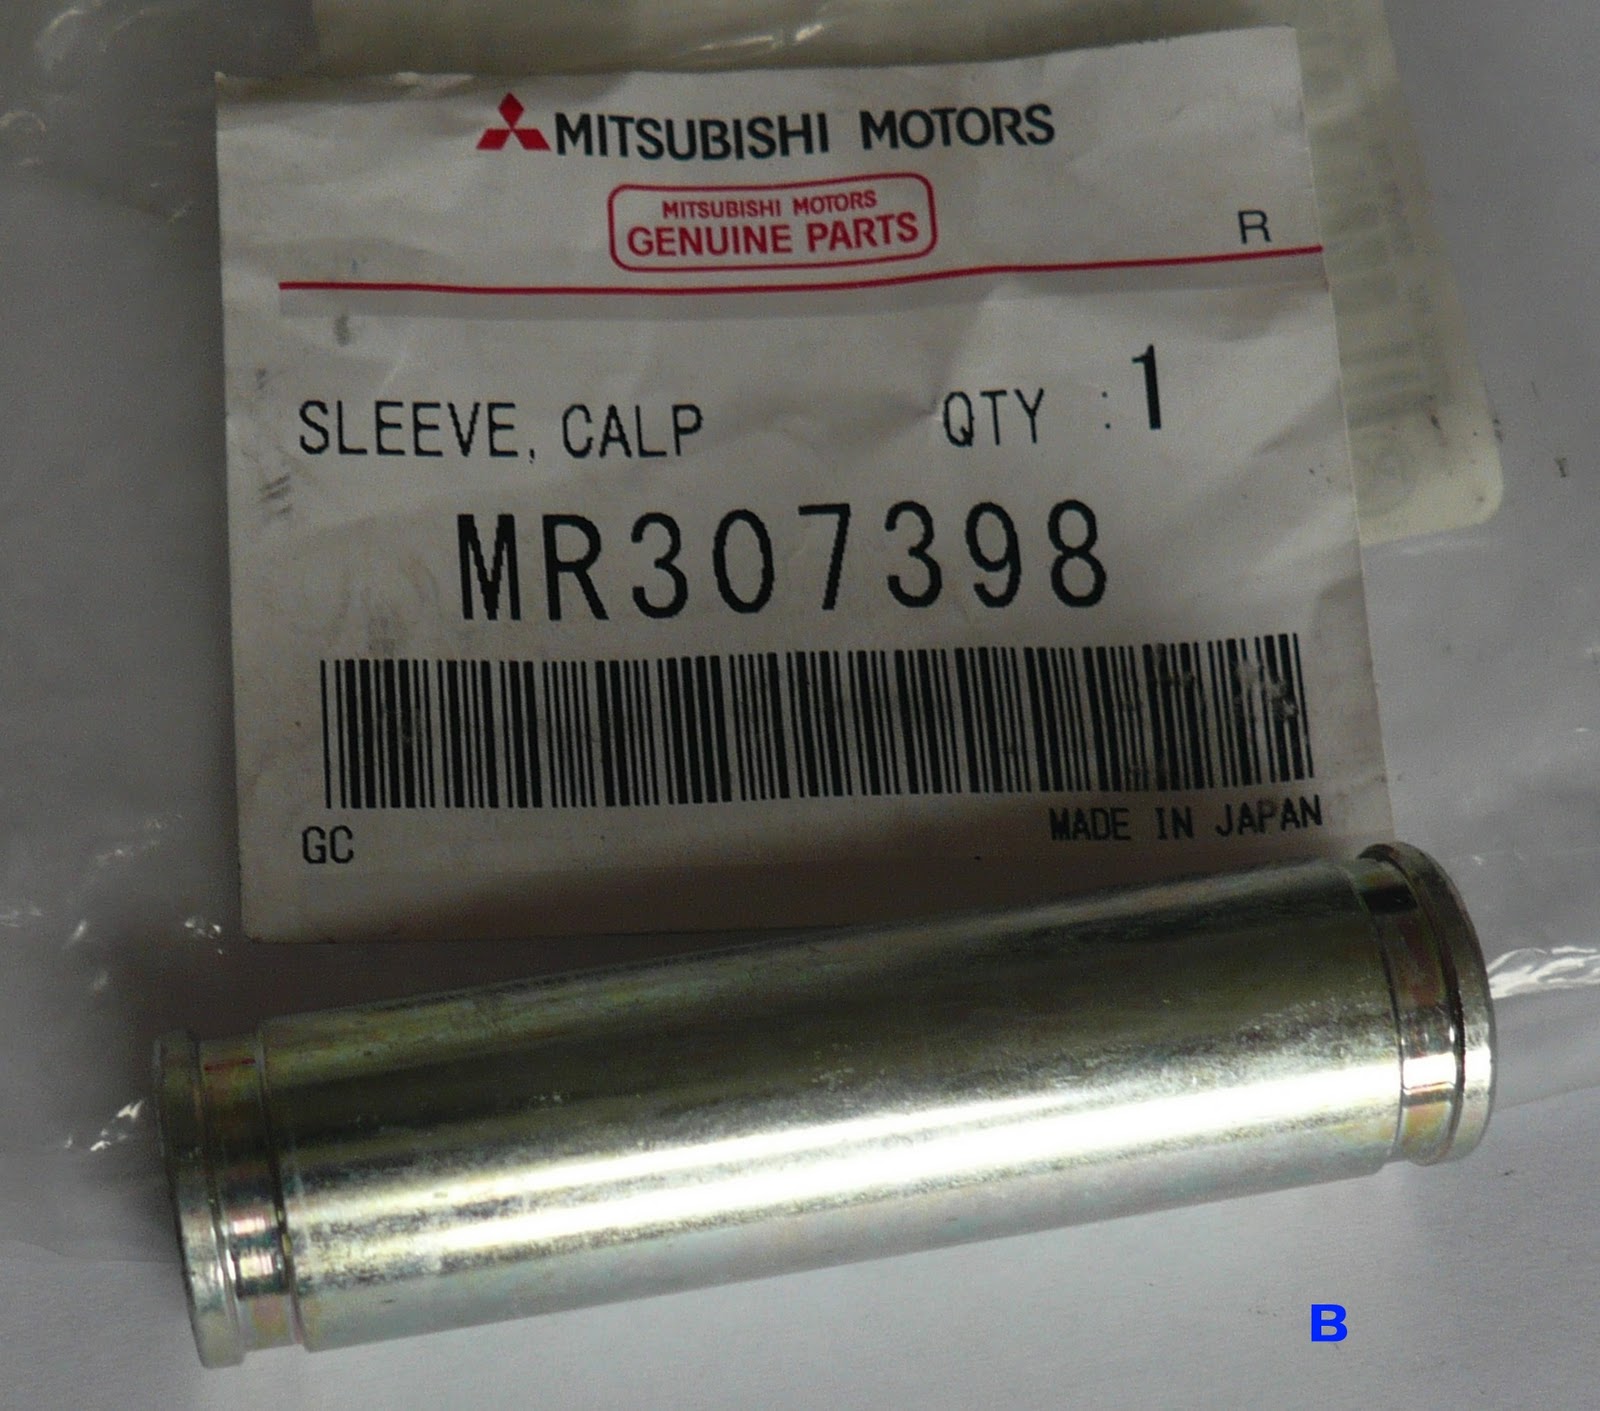 MITSUBISHI MOTORS
MITSUBISHI MOTORS
GENUINE PARTS
R
SLEEVE, CALP QTY : 1
MR307398
GC MADE IN JAPAN
B